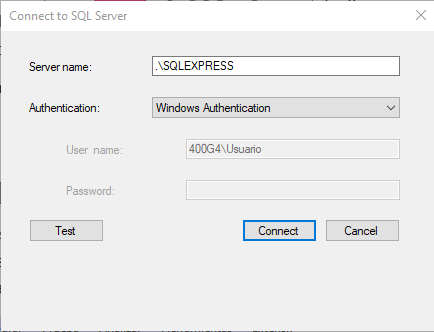 Connect to SQL Server
Server name: .\SQLEXPRESS
Authentication: Windows Authentication
User name: 400G4\Usuario
Password:
Test Connect Cancel